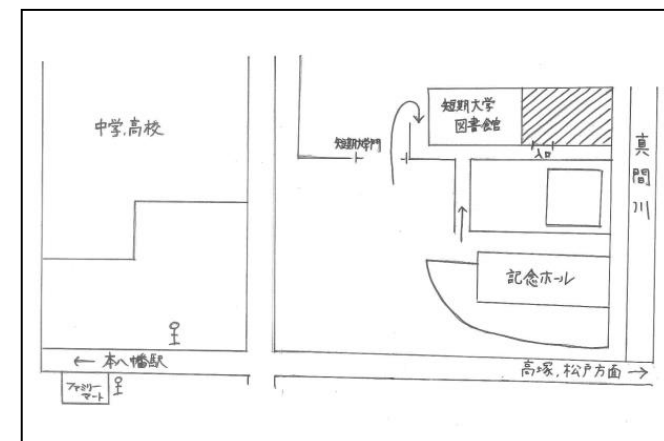 中学,高校
短期大学
図書館
短期大学門
入口
真間川
記念ホール
← 本八幡駅
高塚,松戸方面 →
ファミリー
マート